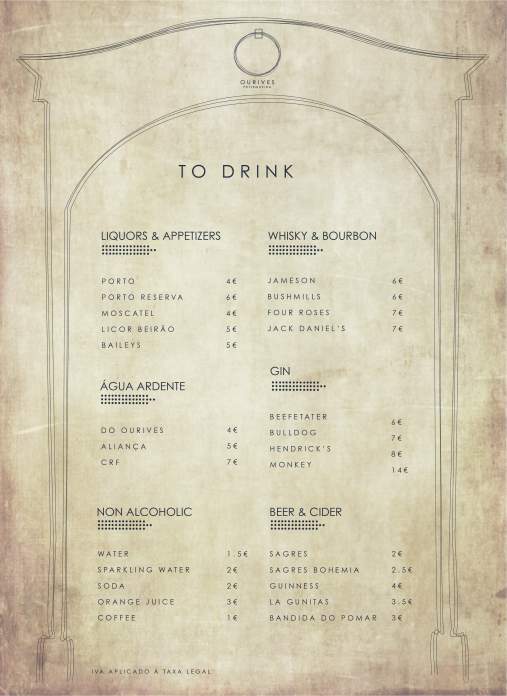 OURIVES
TO DRINK
LIQUORS & APPETIZERS
PORTO 4€
PORTO RESERVA 6€
MOSCATEL 4€
LICOR BEIRÃO 5€
BAILEYS 5€
WHISKY & BOURBON
JAMESON 6€
BUSHMILLS 6€
FOUR ROSES 7€
JACK DANIEL'S 7€
ÁGUA ARDENTE
DO OURIVES 4€
ALIANÇA 5€
CRF 7€
GIN
BEEFETATER 6€
BULLDOG 7€
HENDRICK'S 8€
MONKEY 14€
NON ALCOHOLIC
WATER 1.5€
SPARKLING WATER 2€
SODA 2€
ORANGE JUICE 3€
COFFEE 1€
BEER & CIDER
SAGRES 2€
SAGRES BOHEMIA 2.5€
GUINNESS 4€
LA GUNITAS 3.5€
BANDIDA DO POMAR 3€
IVA APLICADO À TAXA LEGAL.